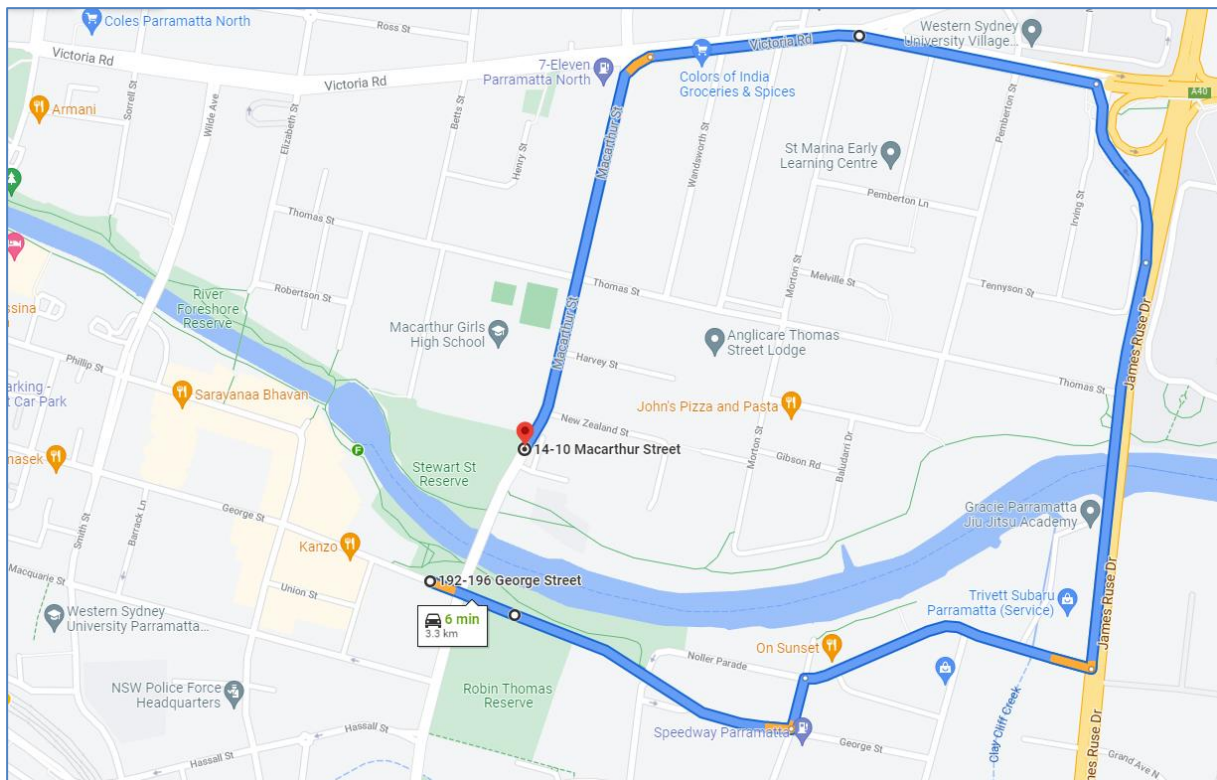 Coles Parramatta North
Ross St
Victoria Rd
Western Sydney
University Village...
Victoria Rd
7-Eleven
Parramatta North
Colors of India
Groceries & Spices
Victoria Rd
A40
Armani
Sorrell St
Wilde Ave
Elizabeth St
Betts St
Henry St
Macarthur St
Wandsworth St
Pemberton St
St Marina Early
Learning Centre
Pemberton Ln
Irving St
Thomas St
Morton St
Melville St
Tennyson St
River
Foreshore
Reserve
Robertson St
Thomas St
Macarthur St
Macarthur Girls
High School
Anglicare Thomas
Street Lodge
James Ruse Dr
Harvey St
Thomas St
Phillip St
Saravanaa Bhavan
John's Pizza and Pasta
New Zealand St
14-10 Macarthur Street
Gibson Rd
Morton St
Baludarri Dr
Stewart St
Reserve
F
Smith St
Barrack Ln
George St
Gracie Parramatta
Jiu Jitsu Academy
Kanzo
Macquarie St
Union St
192-196 George Street
James Ruse Dr
6 min
3.3 km
Trivett Subaru
Parramatta (Service)
Western Sydney
University Parramatta...
On Sunset
Noller Parade
NSW Police Force
Headquarters
Robin Thomas
Reserve
Hassall St
Speedway Parramatta
George St
Clay Cliff Creek
James Ruse Dr
Hassall St
Grand Ave N